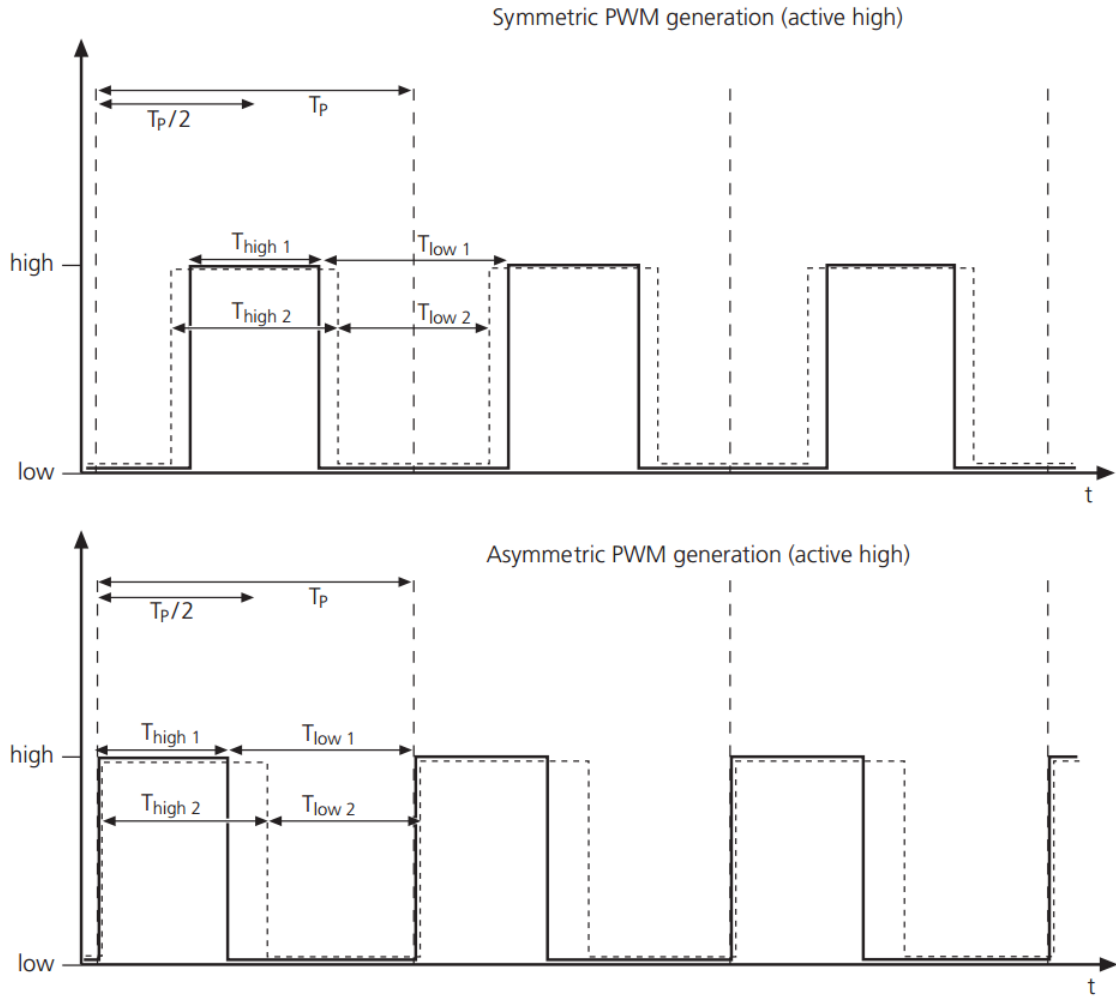 Symmetric PWM generation (active high)
TP/2
TP
high
Thigh 1
Tlow 1
Thigh 2
Tlow 2
low
t
Asymmetric PWM generation (active high)
TP/2
TP
high
Thigh 1
Tlow 1
Thigh 2
Tlow 2
low
t